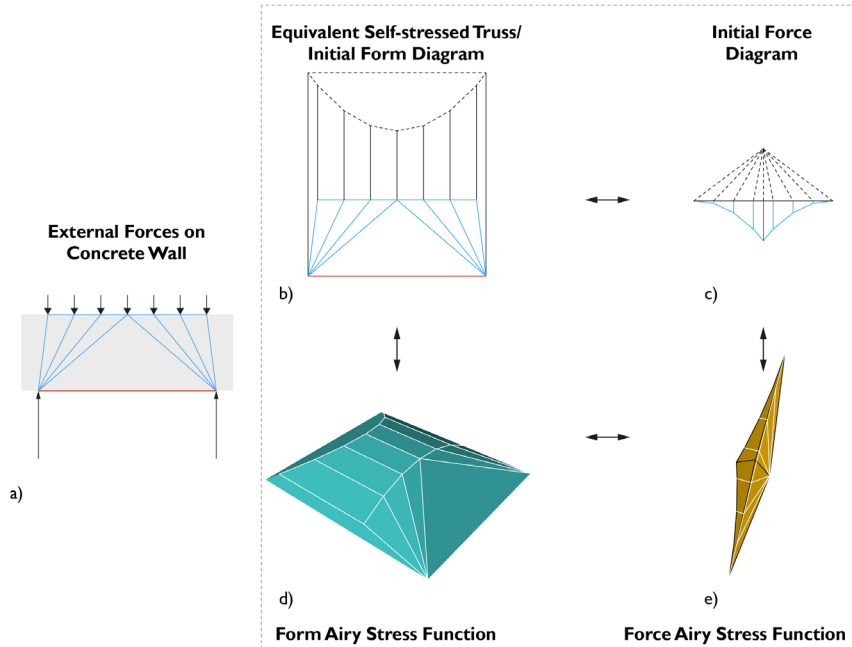 Equivalent Self-stressed Truss/
Initial Form Diagram
Initial Force
Diagram
External Forces on
Concrete Wall
b)
c)
a)
d)
e)
Form Airy Stress Function
Force Airy Stress Function